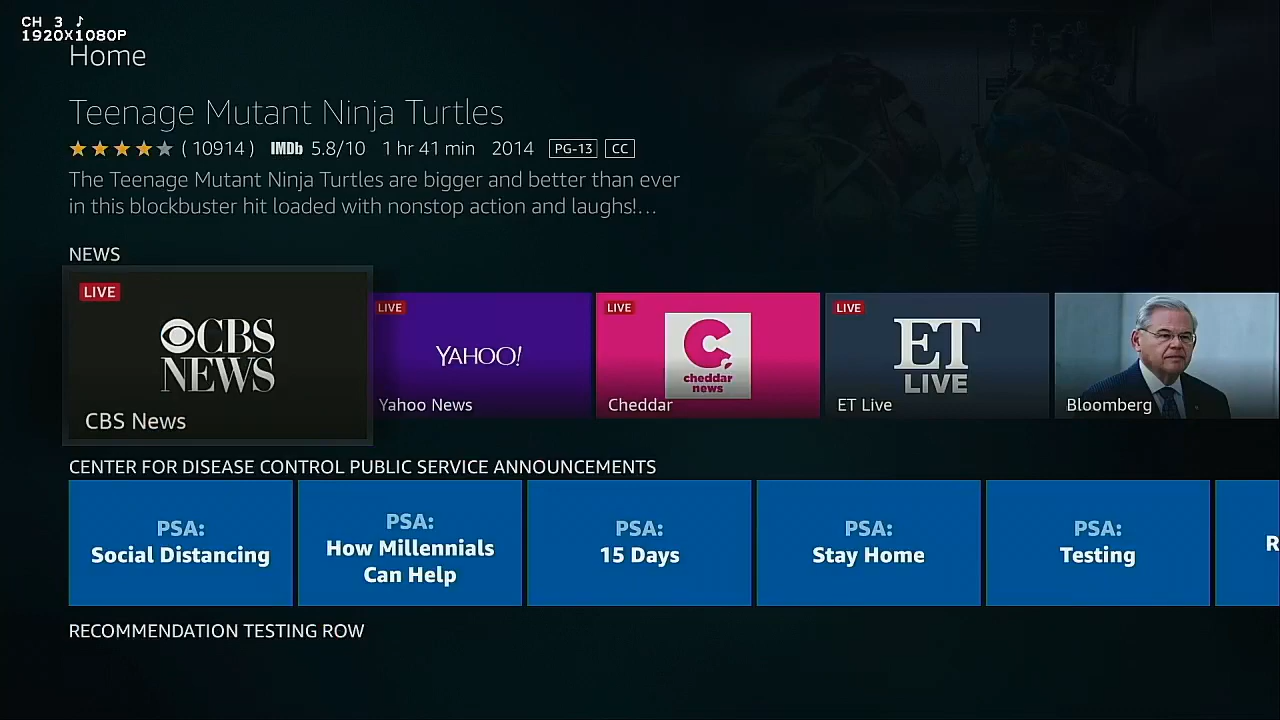 CH 3 ♪
1920X1080P
Home
Teenage Mutant Ninja Turtles
( 10914 ) IMDb 5.8/10 1 hr 41 min 2014 PG-13 CC
The Teenage Mutant Ninja Turtles are bigger and better than ever
in this blockbuster hit loaded with nonstop action and laughs!...
NEWS
LIVE
CBS
NEWS
CBS News
LIVE
YAHOO!
Yahoo News
LIVE
cheddar
news
Cheddar
LIVE
ET
LIVE
ET Live
Bloomberg
CENTER FOR DISEASE CONTROL PUBLIC SERVICE ANNOUNCEMENTS
PSA:
Social Distancing
PSA:
How Millennials
Can Help
PSA:
15 Days
PSA:
Stay Home
PSA:
Testing
R
RECOMMENDATION TESTING ROW